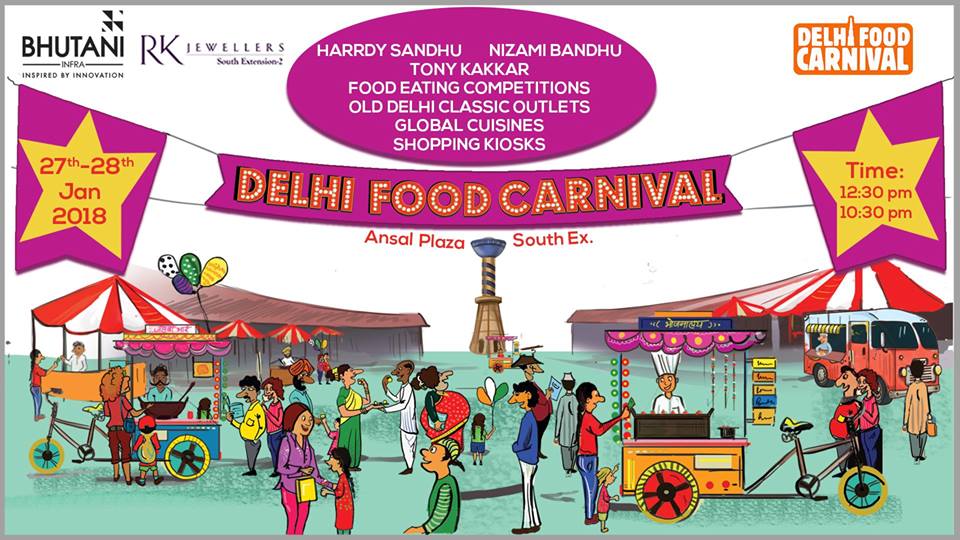 BHUTANI
INFRA
INSPIRED BY INNOVATION
RK JEWELLERS
South Extension-2
HARRDY SANDHU NIZAMI BANDHU
TONY KAKKAR
FOOD EATING COMPETITIONS
OLD DELHI CLASSIC OUTLETS
GLOBAL CUISINES
SHOPPING KIOSKS
DELHI FOOD
CARNIVAL
27th-28th
Jan
2018
DELHI FOOD CARNIVAL
Time:
12:30 pm
10:30 pm
Ansal Plaza South Ex.
भोजनालय